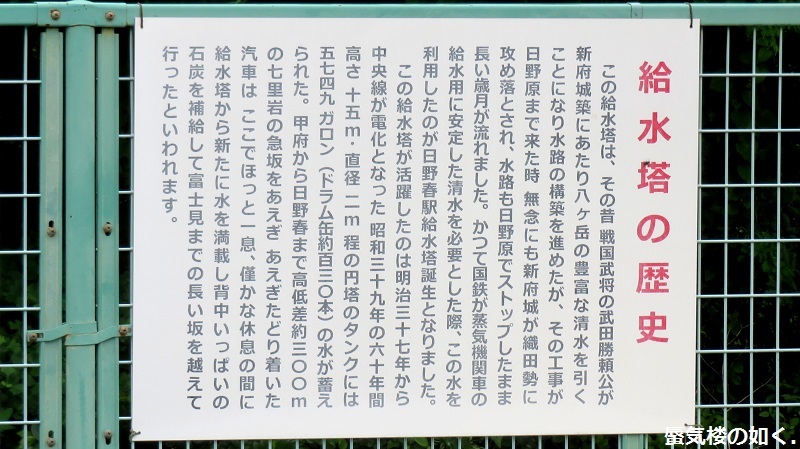 給水塔の歴史
この給水塔は、その昔 戦国武将の武田勝頼公が
新府城築にあたり八ヶ岳の豊富な清水を引く
ことになり水路の構築を進めたが、その工事が
日野原まで来た時 無念にも新府城が織田勢に
攻め落とされ、水路も日野原でストップしたまま
長い歳月が流れました。かつて国鉄が蒸気機関車の
給水用に安定した清水を必要とした際、この水を
利用したのが日野春駅給水塔誕生となりました。
この給水塔が活躍したのは明治三十七年から
中央線が電化となった 昭和三十九年の六十年間
高さ 十五m・直径 二m 程の円塔のタンクには
五七四九 ガロン（ドラム缶約百三〇本）の水が蓄え
られた。甲府から日野春まで高低差約三〇〇m
の七里岩の急坂をあえぎ あえぎたどり着いた
汽車は ここでほっと一息、僅かな休息の間に
給水塔から新たに水を満載し背中いっぱいの
石炭を補給して富士見までの長い坂を越えて
行ったといわれます。
蜃気楼の如く.